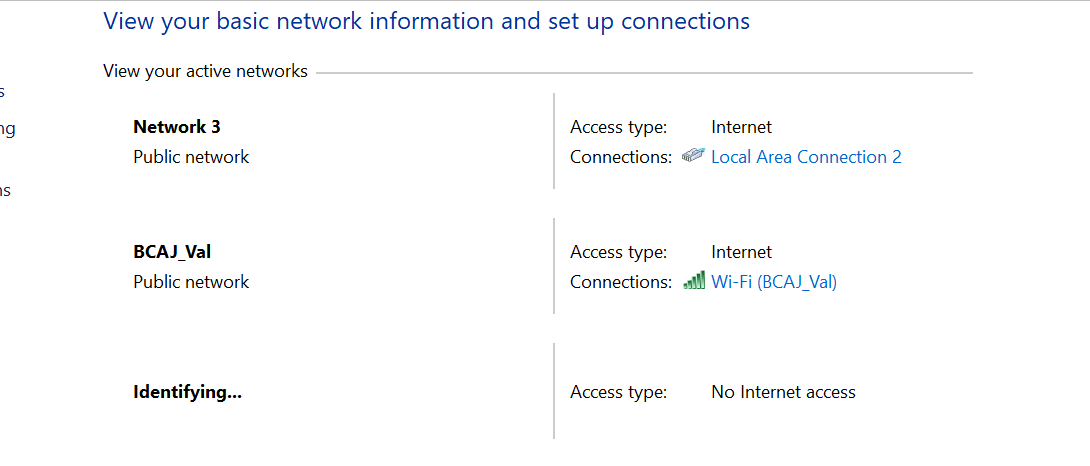 View your basic network information and set up connections
View your active networks
s
Network 3
Access type: Internet
ng
Public network
Connections: Local Area Connection 2
ns
BCAJ_Val
Access type: Internet
Public network
Connections: Wi-Fi (BCAJ_Val)
Identifying...
Access type: No Internet access